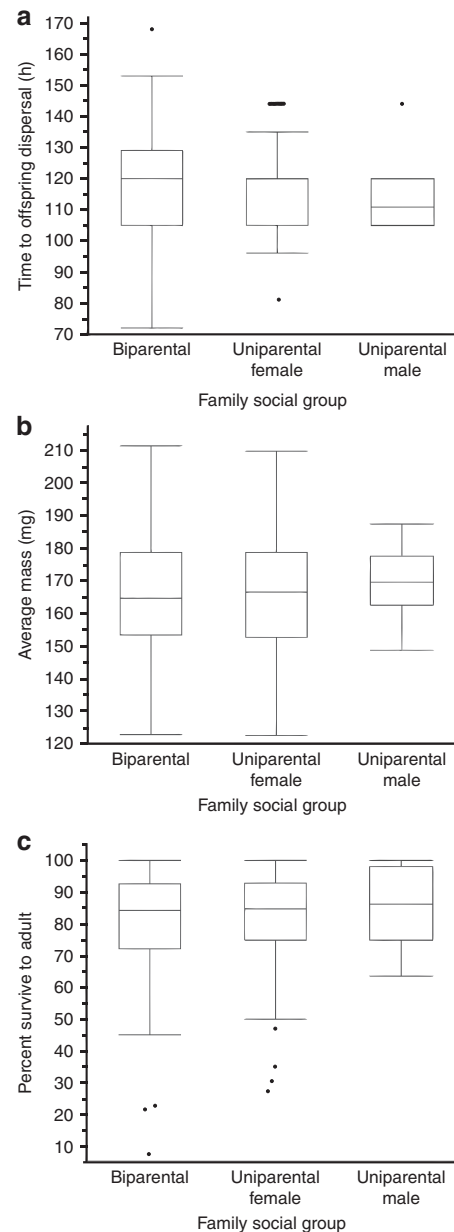 a
Time to offspring dispersal (h)
170
160
150
140
130
120
110
100
90
80
70
Biparental
Uniparental
female
Uniparental
male
Family social group
b
Average mass (mg)
210
200
190
180
170
160
150
140
130
120
Biparental
Uniparental
female
Uniparental
male
Family social group
c
Percent survive to adult
100
90
80
70
60
50
40
30
20
10
Biparental
Uniparental
female
Uniparental
male
Family social group